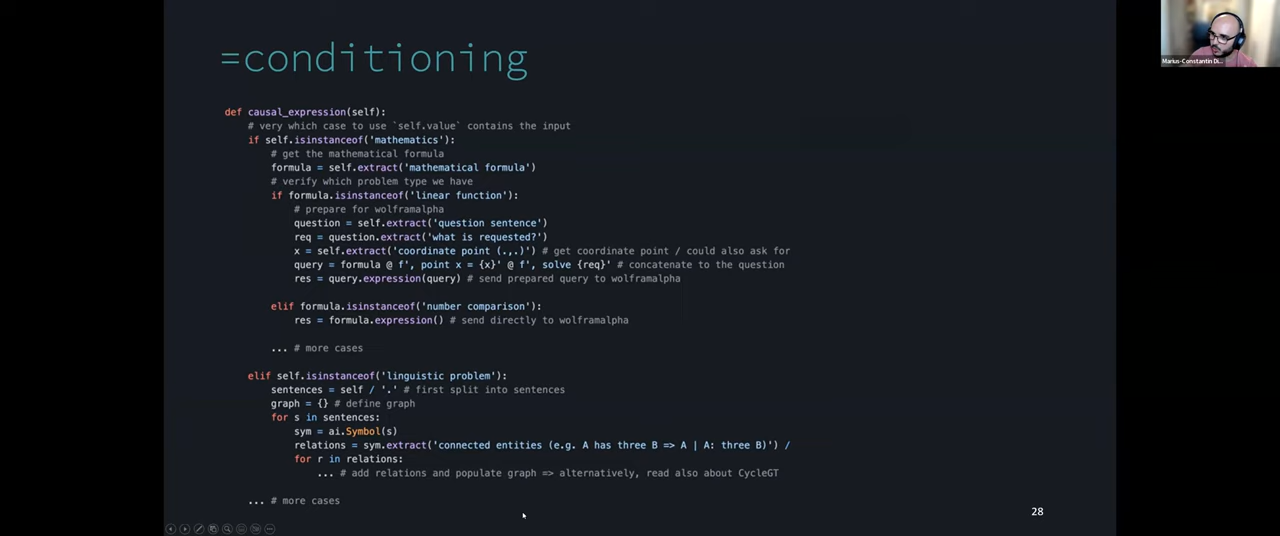 =conditioning
Marius-Constantin Di...
def causal_expression(self):
# very which case to use `self.value` contains the input
if self.isinstanceof('mathematics'):
# get the mathematical formula
formula = self.extract('mathematical formula')
# verify which problem type we have
if formula.isinstanceof('linear function'):
# prepare for wolframalpha
question = self.extract('question sentence')
req = question.extract('what is requested?')
x = self.extract('coordinate point (.,.)') # get coordinate point / could also ask for
query = formula @ f', point x = {x}' @ f', solve {req}' # concatenate to the question
res = query.expression(query) # send prepared query to wolframalpha
elif formula.isinstanceof('number comparison'):
res = formula.expression() # send directly to wolframalpha
... # more cases
elif self.isinstanceof('linguistic problem'):
sentences = self / '.' # first split into sentences
graph = {} # define graph
for s in sentences:
sym = ai.Symbol(s)
relations = sym.extract('connected entities (e.g. A has three B => A | A: three B)') /
for r in relations:
... # add relations and populate graph => alternatively, read also about CycleGT
... # more cases
28